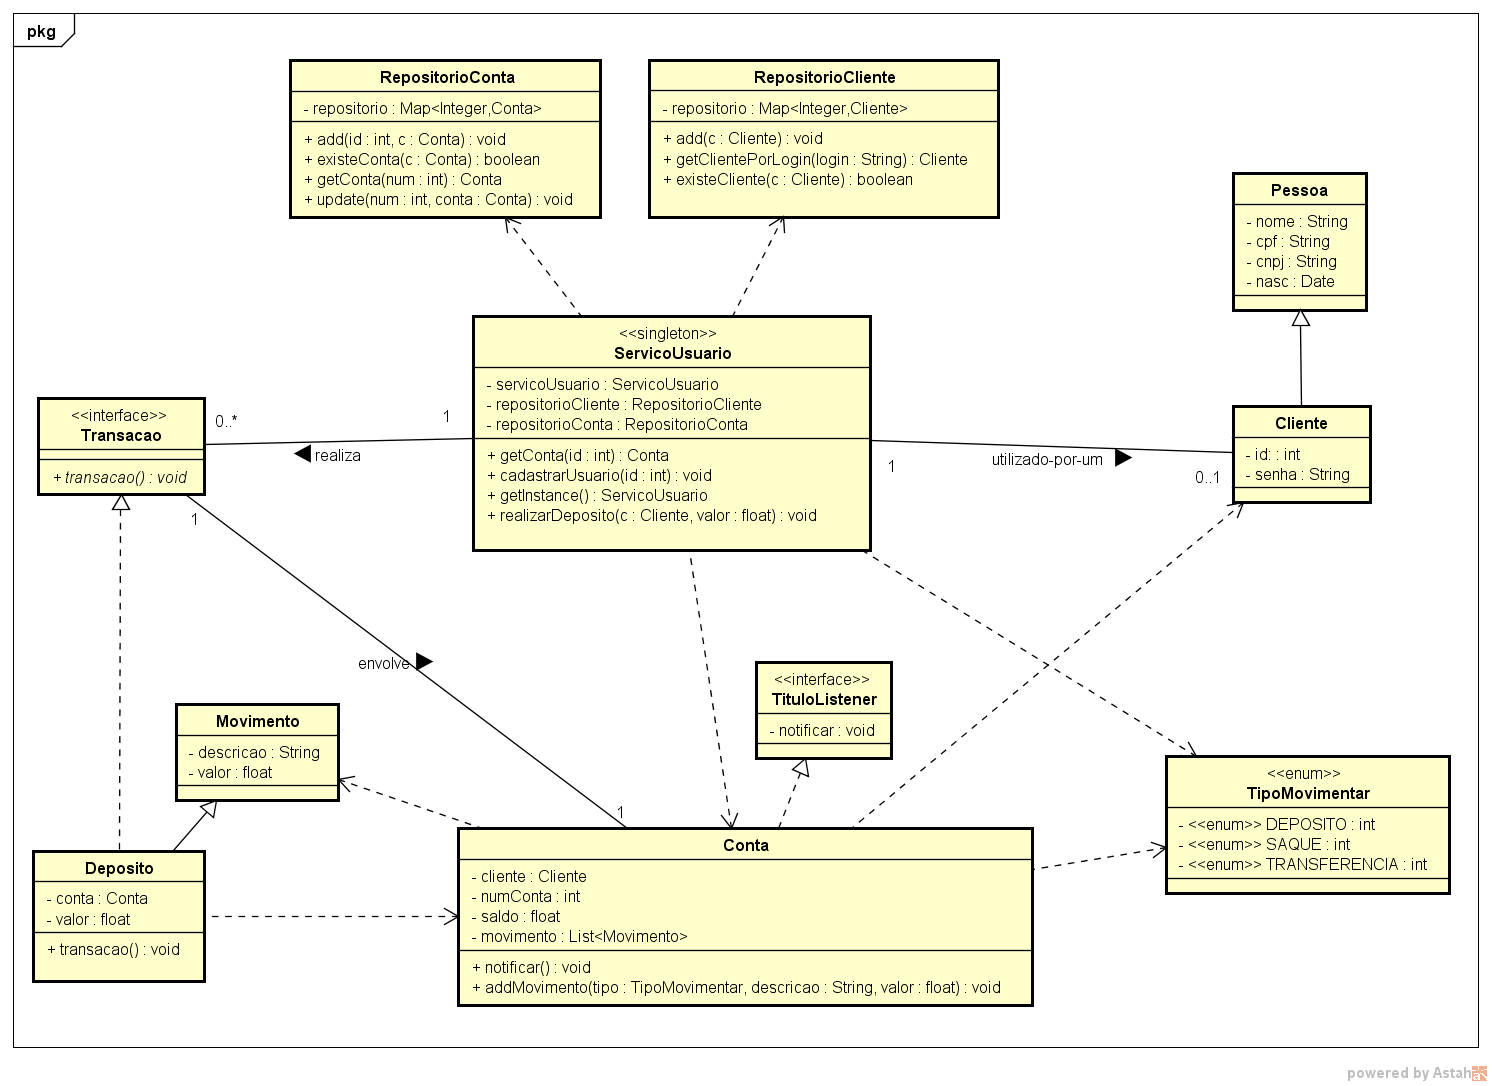 pkg
RepositorioConta
- repositorio : Map<Integer,Conta>
+ add(id : int, c : Conta) : void
+ existeConta(c : Conta) : boolean
+ getConta(num : int) : Conta
+ update(num : int, conta : Conta) : void
RepositorioCliente
- repositorio : Map<Integer,Cliente>
+ add(c : Cliente) : void
+ getClientePorLogin(login : String) : Cliente
+ existeCliente(c : Cliente) : boolean
Pessoa
- nome : String
- cpf : String
- cnpj : String
- nasc : Date
<<singleton>>
ServicoUsuario
- servicoUsuario : ServicoUsuario
- repositorioCliente : RepositorioCliente
- repositorioConta : RepositorioConta
+ getConta(id : int) : Conta
+ cadastrarUsuario(id : int) : void
+ getInstance() : ServicoUsuario
+ realizarDeposito(c : Cliente, valor : float) : void
<<interface>>
Transacao
+ transacao() : void
0..*
1
realiza
1
utilizado-por-um
0..1
Cliente
- id: : int
- senha : String
1
envolve
1
<<interface>>
TituloListener
- notificar : void
Movimento
- descricao : String
- valor : float
<<enum>>
TipoMovimentar
- <<enum>> DEPOSITO : int
- <<enum>> SAQUE : int
- <<enum>> TRANSFERENCIA : int
Deposito
- conta : Conta
- valor : float
+ transacao() : void
Conta
- cliente : Cliente
- numConta : int
- saldo : float
- movimento : List<Movimento>
+ notificar() : void
+ addMovimento(tipo : TipoMovimentar, descricao : String, valor : float) : void
powered by Astah